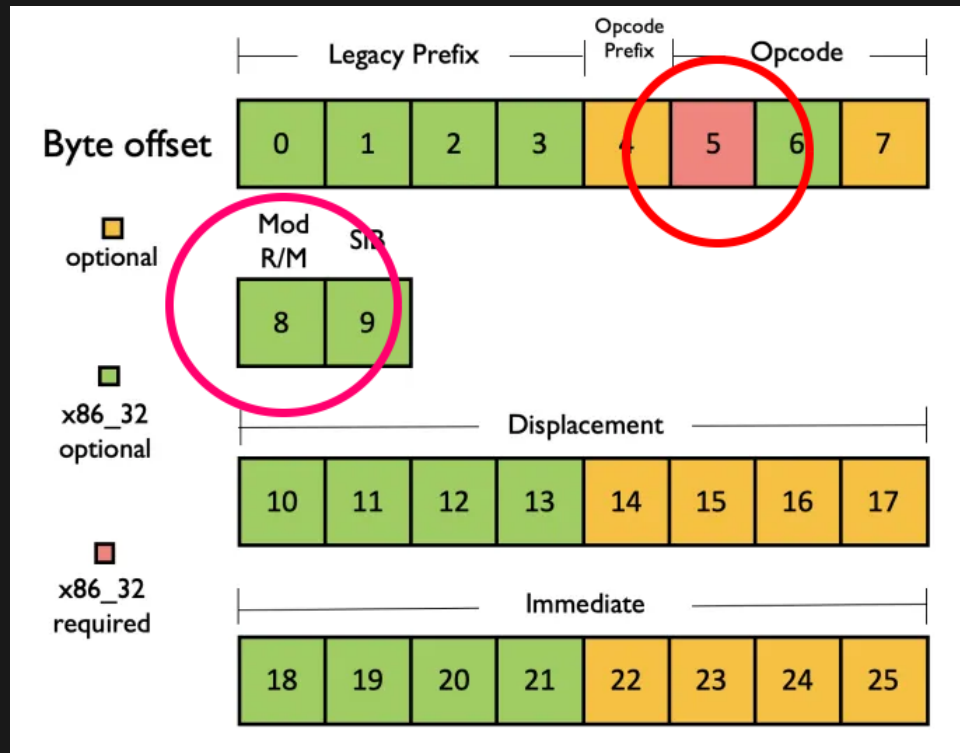 Opcode
Legacy Prefix Prefix Opcode
Byte offset 0 1 2 3 4 5 6 7
optional
Mod SIB
R/M
8 9
x86_32
optional
Displacement
10 11 12 13 14 15 16 17
x86_32
required
Immediate
18 19 20 21 22 23 24 25